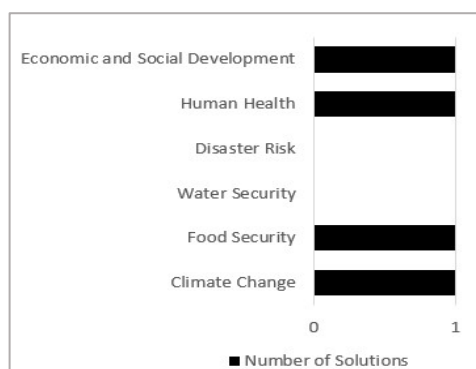 Economic and Social Development
Human Health
Disaster Risk
Water Security
Food Security
Climate Change
0 1
Number of Solutions